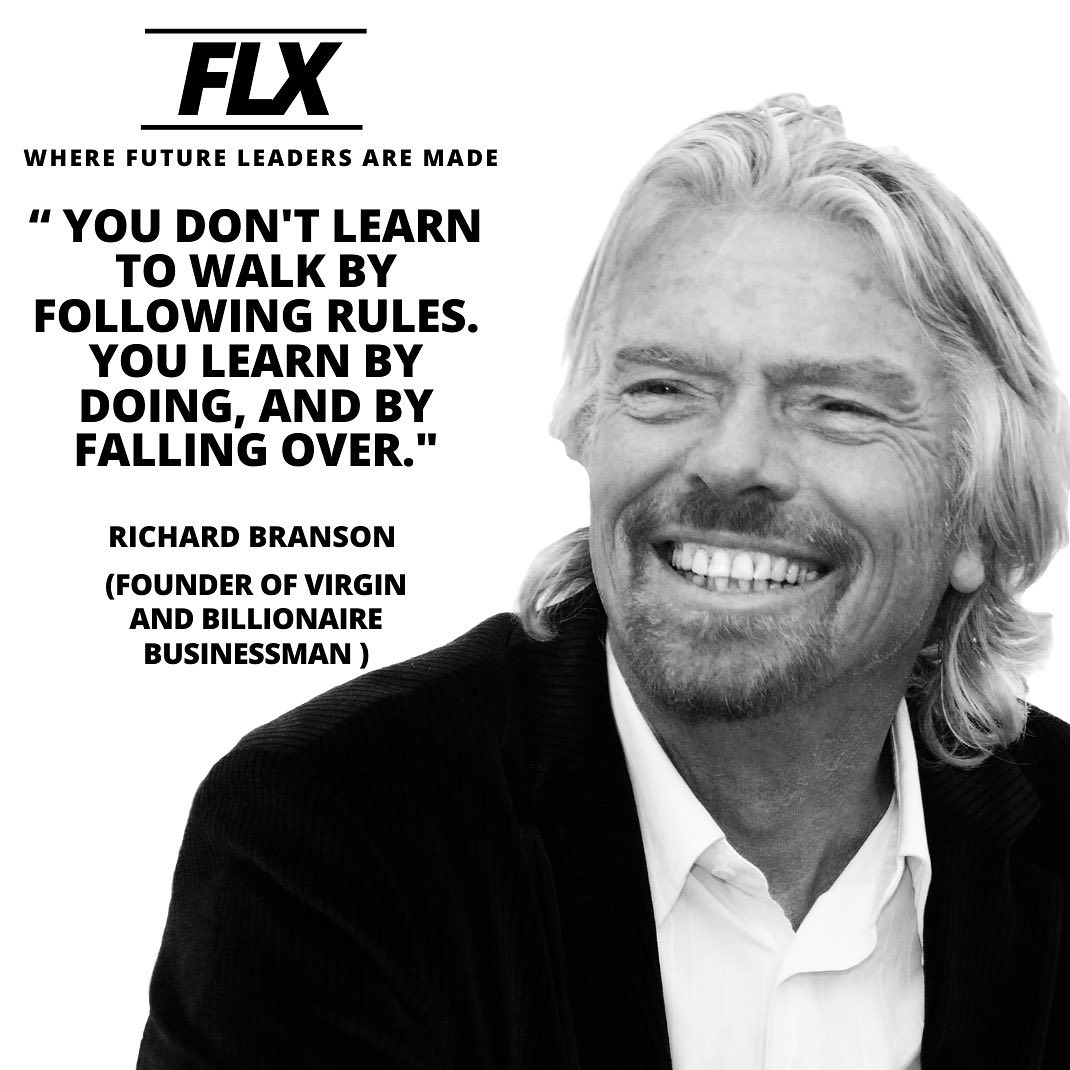 FLX
WHERE FUTURE LEADERS ARE MADE
“ YOU DON'T LEARN
TO WALK BY
FOLLOWING RULES.
YOU LEARN BY
DOING, AND BY
FALLING OVER."
RICHARD BRANSON
(FOUNDER OF VIRGIN
AND BILLIONAIRE
BUSINESSMAN )